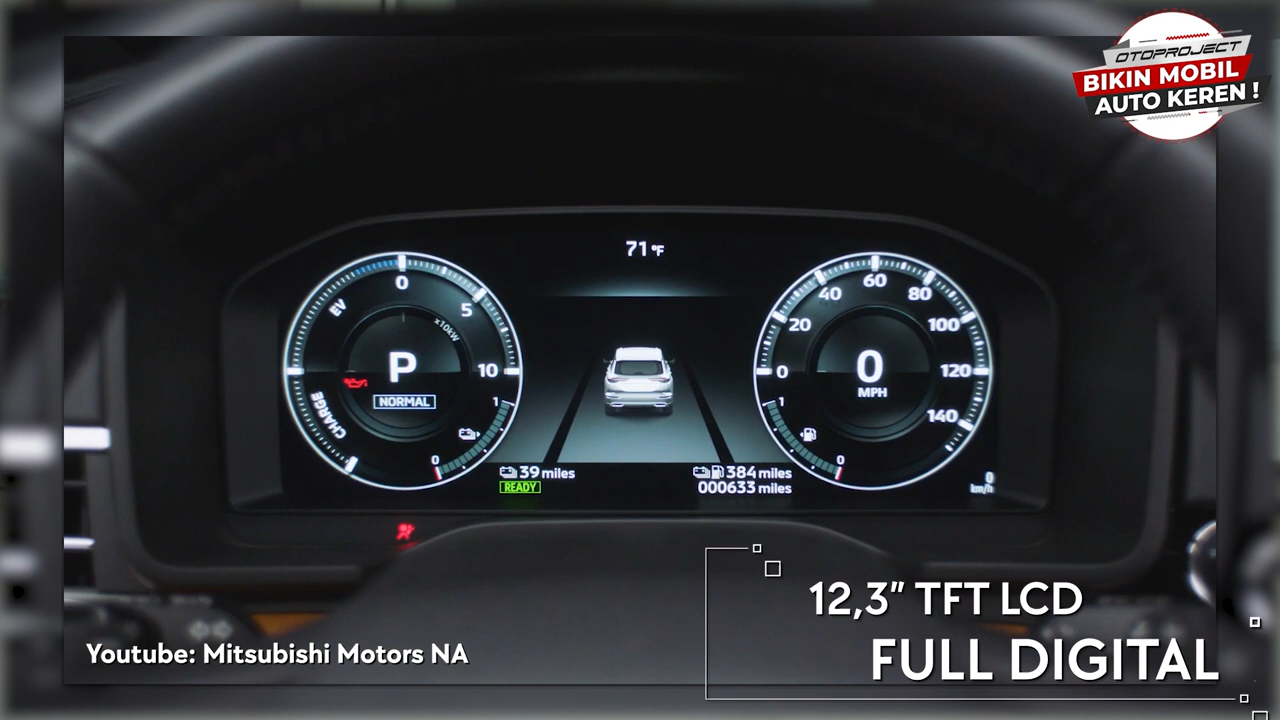 OTOPROJECT
BIKIN MOBIL
AUTO KEREN !
71°F
EV
0
5
x10kW
10
P
NORMAL
CHARGE
1
0
0
20
40
60
80
100
120
140
0
MPH
1
0
39 miles
READY
384 miles
000633 miles
0
km/h
12,3" TFT LCD
FULL DIGITAL
Youtube: Mitsubishi Motors NA